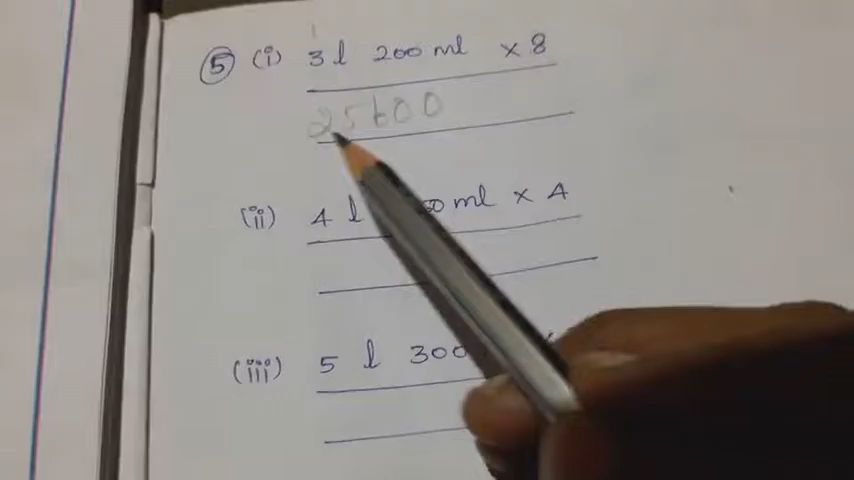 5 (i) 3 l 200 ml × 8
25600
(ii) 4 l ml × 4
(iii) 5 l 300